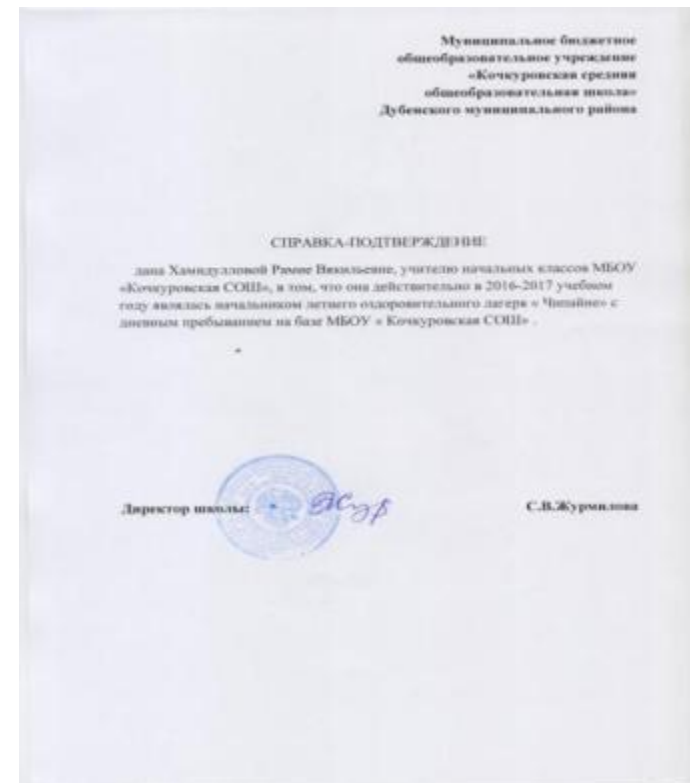 Муниципальное бюджетное
общеобразовательное учреждение
«Кочкуровская средняя
общеобразовательная школа»
Дубенского муниципального района
СПРАВКА-ПОДТВЕРЖДЕНИЕ
дана Хамидулловой Рамие Викильевне, учителю начальных классов МБОУ
«Кочкуровская СОШ», в том, что она действительно в 2016-2017 учебном
году являлась начальником летнего оздоровительного лагеря « Чипайне» с
дневным пребыванием на базе МБОУ « Кочкуровская СОШ» .
Директор школы: С.В.Журмилова